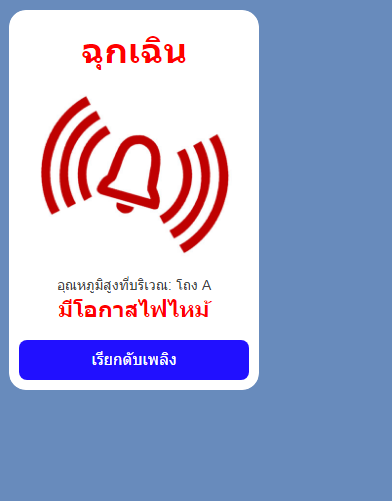 ฉุกเฉิน
อุณหภูมิสูงที่บริเวณ: โถง A
มีโอกาสไฟไหม้
เรียกดับเพลิง